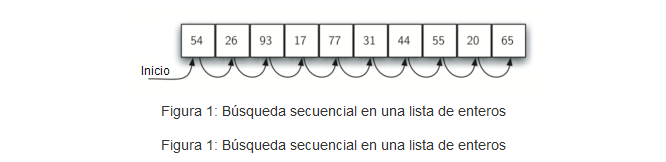 54 26 93 17 77 31 44 55 20 65
Inicio
Figura 1: Búsqueda secuencial en una lista de enteros
Figura 1: Búsqueda secuencial en una lista de enteros